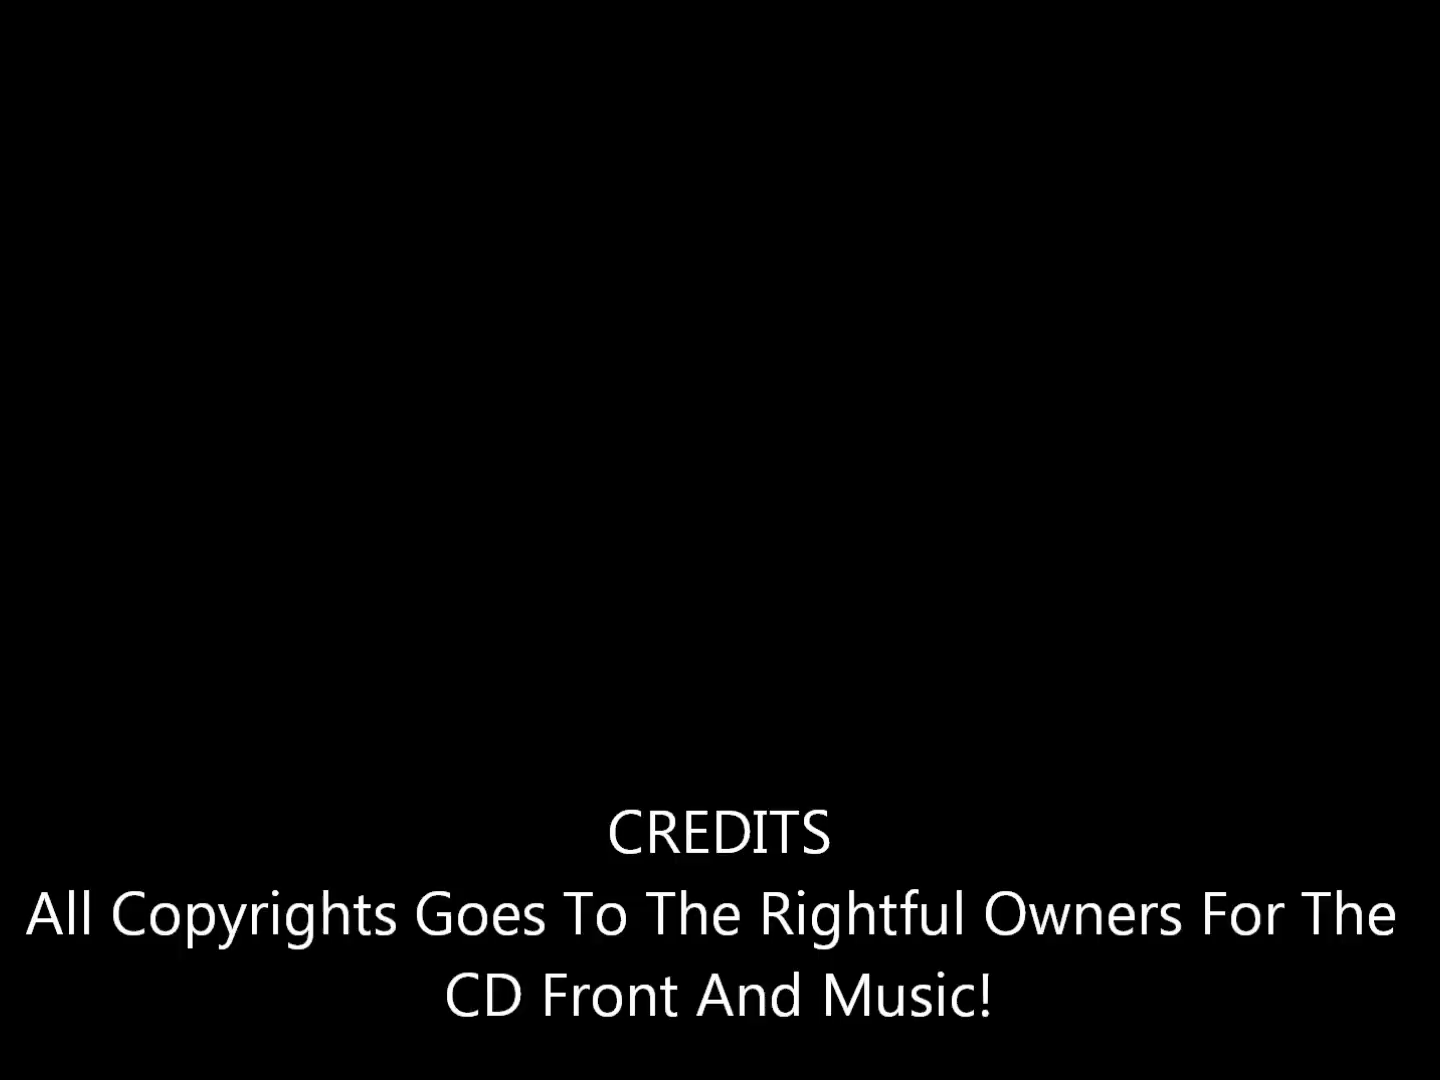 CREDITS
All Copyrights Goes To The Rightful Owners For The
CD Front And Music!